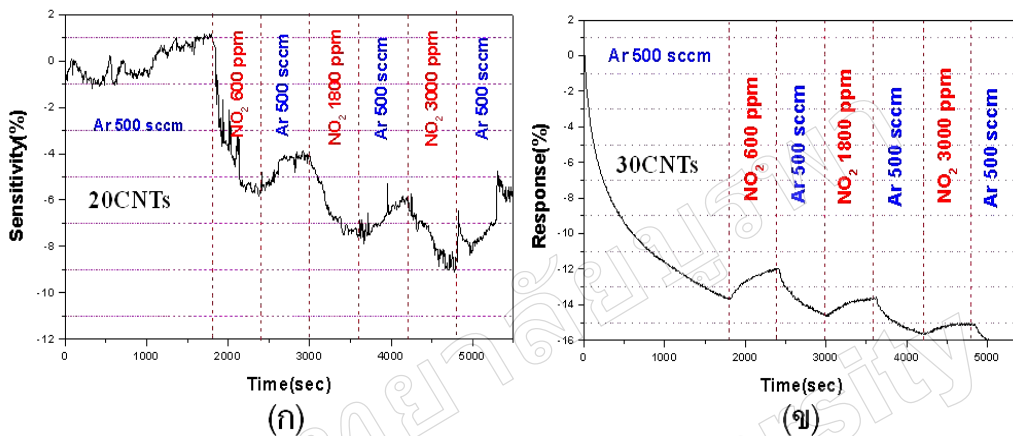 Sensitivity(%)
2
0
-2
-4
-6
-8
-10
-12
Ar 500 sccm
20CNTs
NO2 600 ppm
Ar 500 sccm
NO2 1800 ppm
Ar 500 sccm
NO2 3000 ppm
Ar 500 sccm
0
1000
2000
3000
4000
5000
Time(sec)
(ก)
Response(%)
2
0
-2
-4
-6
-8
-10
-12
-14
-16
Ar 500 sccm
30CNTs
NO2 600 ppm
Ar 500 sccm
NO2 1800 ppm
Ar 500 sccm
NO2 3000 ppm
Ar 500 sccm
0
1000
2000
3000
4000
5000
Time(sec)
(ข)